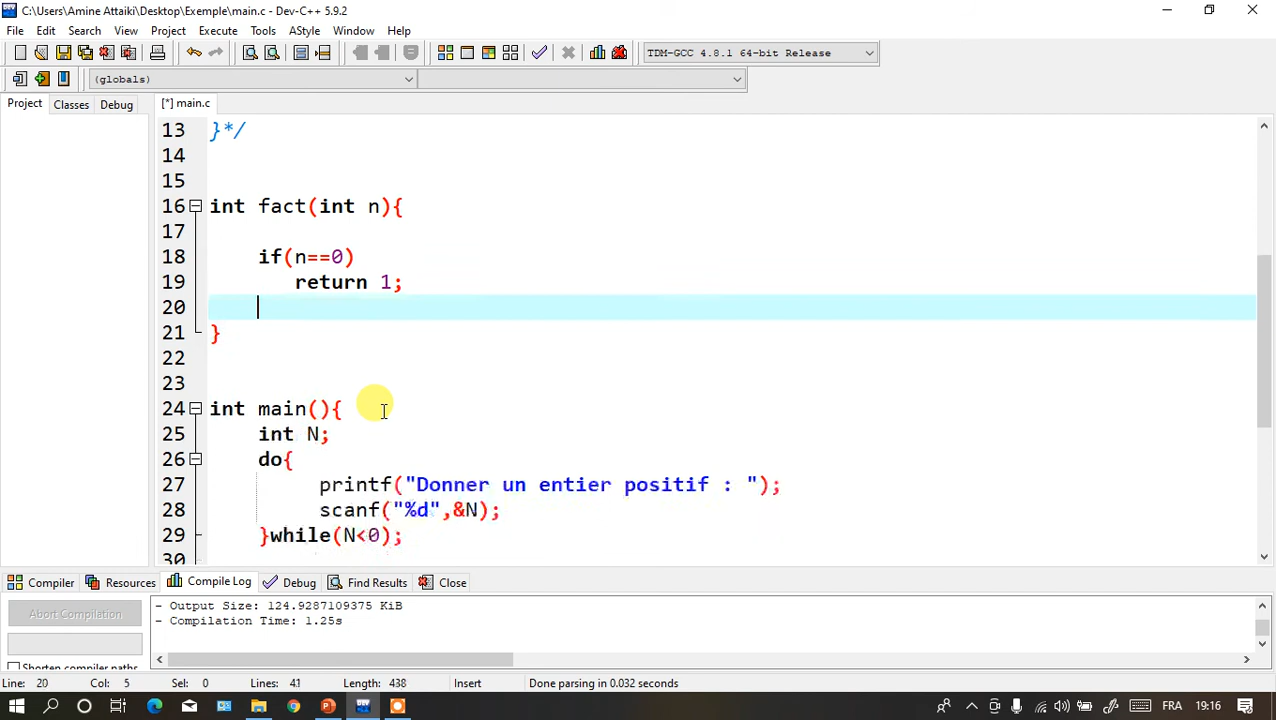 C:\Users\Amine Attaiki\Desktop\Exemple\main.c - Dev-C++ 5.9.2
File Edit Search View Project Execute Tools AStyle Window Help
TDM-GCC 4.8.1 64-bit Release
(globals)
Project Classes Debug [*] main.c
13 }*/
14
15
16 int fact(int n){
17
18 if(n==0)
19 return 1;
20
21 }
22
23
24 int main(){
25 int N;
26 do{
27 printf("Donner un entier positif : ");
28 scanf("%d",&N);
29 }while(N<0);
30
Compiler Resources Compile Log Debug Find Results Close
Abort Compilation
Shorten compiler paths
- Output Size: 124.9287109375 KiB
- Compilation Time: 1.25s
Line: 20 Col: 5 Sel: 0 Lines: 41 Length: 438 Insert Done parsing in 0.032 seconds
FRA 19:16